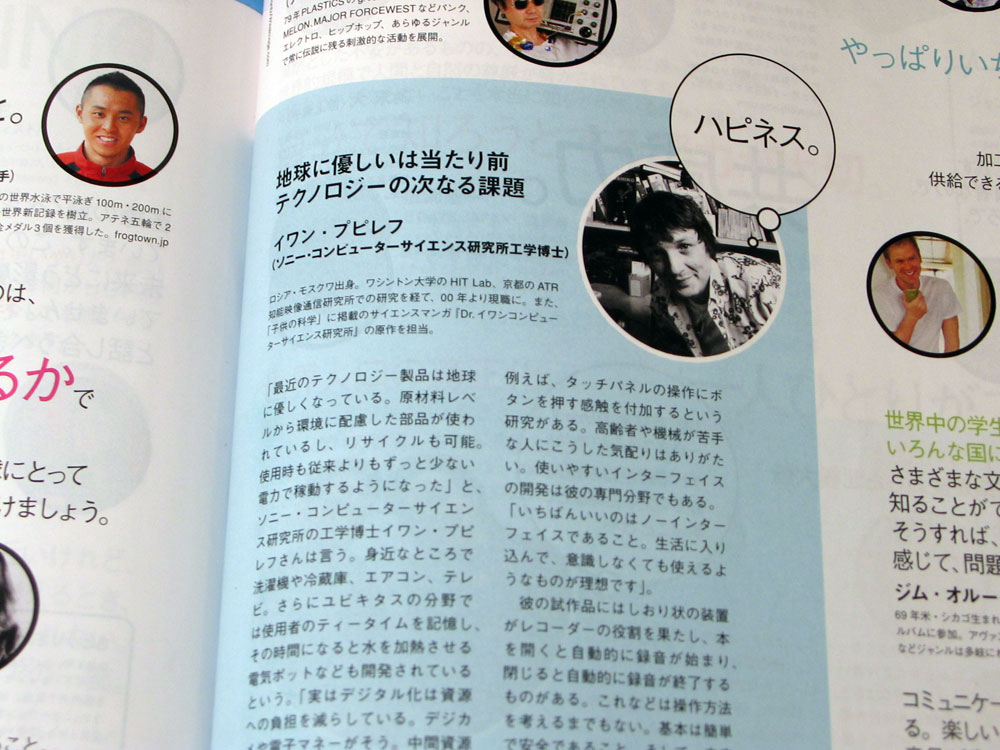 と。
手)
の世界水泳で平泳ぎ100m・200mに
世界新記録を樹立。アテネ五輪で2
金メダル3個を獲得した。frogtown.jp
のは、
るかで
にとって
けましょう。
79年PLASTICSの
MELON.MAJOR FORCEWESTなどパンク、
エレクトロ、ヒップホップ、あらゆるジャンル
で常に伝説に残る刺激的な活動を展開。
地球に優しいは当たり前
テクノロジーの次なる課題
ハピネス。
イワン・プピレフ
(ソニー・コンピューターサイエンス研究所工学博士)
ロシア・モスクワ出身。ワシントン大学のHIT Lab、京都のATR
知能映像通信研究所での研究を経て、00年より現職に。また、
「子供の科学」に掲載のサイエンスマンガ『Dr.イワンコンピュー
ターサイエンス研究所』の原作を担当。
「最近のテクノロジー製品は地球
に優しくなっている。原材料レベ
ルから環境に配慮した部品が使わ
れているし、リサイクルも可能。
使用時も従来よりもずっと少ない
電力で稼動するようになった」と、
ソニー・コンピューターサイエン
ス研究所の工学博士イワン・プピ
レフさんは言う。身近なところで
洗濯機や冷蔵庫、エアコン、テレ
ビ。さらにユビキタスの分野で
は使用者のティータイムを記憶し、
その時間になると水を加熱させる
電気ポットなども開発されている
という。「実はデジタル化は資源
への負担を減らしている。デジカ
メや電子マネーがそう。中間資源
例えば、タッチパネルの操作にボ
タンを押す感触を付加するという
研究がある。高齢者や機械が苦手
な人にこうした気配りはありがた
い。使いやすいインターフェイス
の開発は彼の専門分野でもある。
「いちばんいいのはノーインター
フェイスであること。生活に入り
込んで、意識しなくても使えるよ
うなものが理想です」。
彼の試作品にはしおり状の装置
がレコーダーの役割を果たし、本
を開くと自動的に録音が始まり、
閉じると自動的に録音が終了する
ものがある。これなどは操作方法
を考えるまでもない。基本は簡単
で安全であること。そして、
やっぱりいち
加工
供給できる
世界中の学生
いろんな国に
さまざまな文
知ることがで
そうすれば、
感じて、問題
ジム・オルー
69年米・シカゴ生まれ
ルバムに参加。アヴァ
などジャンルは多岐に
コミュニケー
る。楽しい